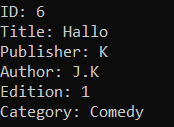 ID: 6
Title: Hallo
Publisher: K
Author: J.K
Edition: 1
Category: Comedy